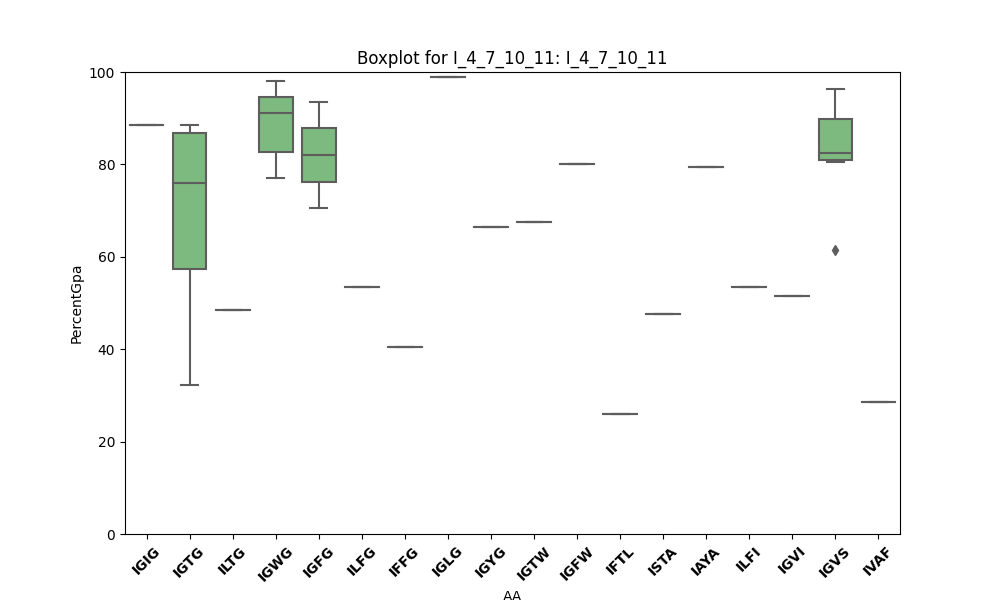 Boxplot for I_4_7_10_11: I_4_7_10_11
100
80
60
40
20
0
PercentGpa
IGIG
IGTG
ILTG
IGWG
IGFG
ILFG
IFFG
IGLG
IGYG
IGTW
IGFW
IFTL
ISTA
IAYA
ILFI
IGVI
IGVS
IVAF
AA